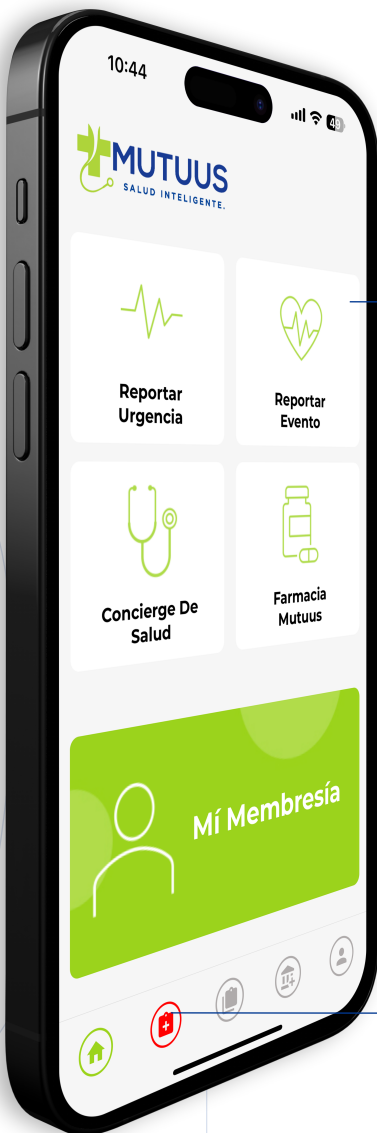 10:44
49
MUTUUS
SALUD INTELIGENTE.
Reportar
Urgencia
Reportar
Evento
Concierge De
Salud
Farmacia
Mutuus
Mí Membresía